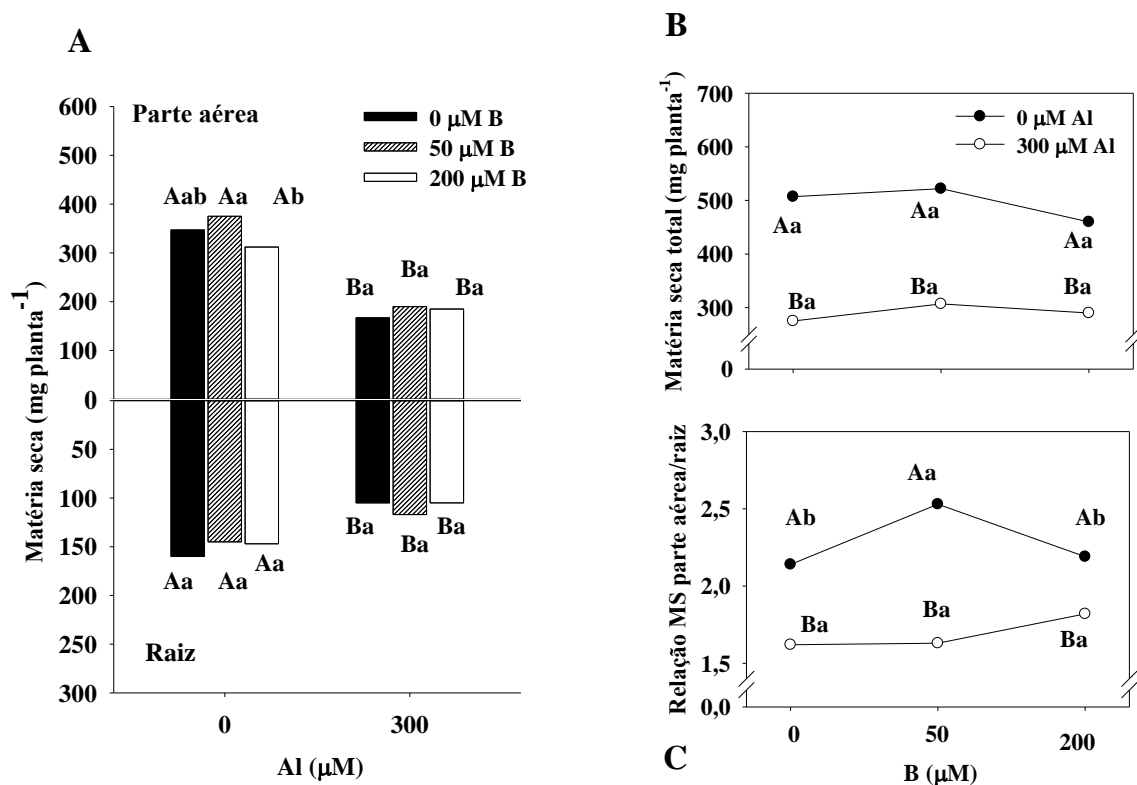 A
Matéria seca (mg planta-1)
600
500
400
300
200
100
0
50
100
150
200
250
300
Parte aérea
0 µM B
50 µM B
200 µM B
Aab Aa Ab
Ba Ba Ba
Aa Aa Aa
Ba Ba Ba
Raiz
0 300
Al (µM)
B
Matéria seca total (mg planta-1)
700
600
500
400
300
0
0 µM Al
300 µM Al
Aa Aa Aa
Ba Ba Ba
Relação MS parte aérea/raiz
3,0
2,5
2,0
1,5
0,0
Ab Aa Ab
Ba Ba Ba
0 50 200
B (µM)
C